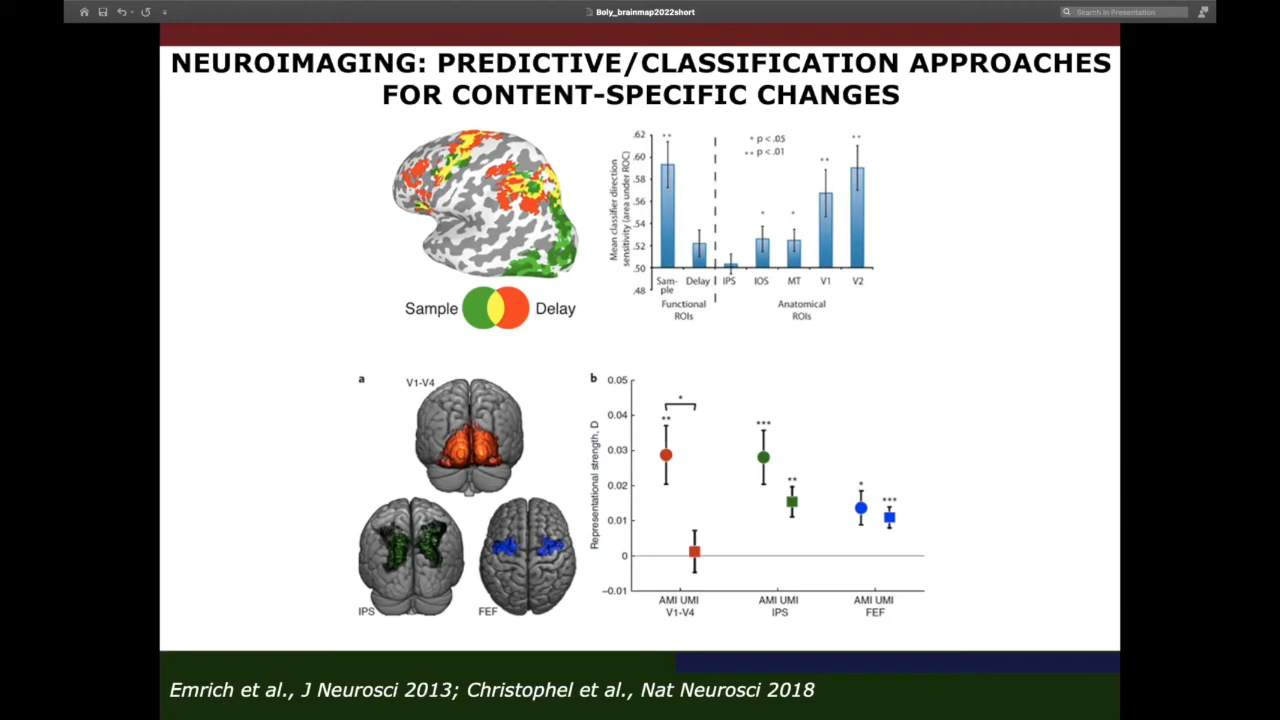 Boly_brainmap2022short
Search in Presentation
NEUROIMAGING: PREDICTIVE/CLASSIFICATION APPROACHES
FOR CONTENT-SPECIFIC CHANGES
Sample
Delay
Mean classifier direction
sensitivity (area under ROC)
.62
.60
.58
.56
.54
.52
.50
.48
* p < .05
** p < .01
**
*
*
**
**
Sam-
ple
Delay
IPS
IOS
MT
V1
V2
Functional
ROIs
Anatomical
ROIs
a
V1-V4
IPS
FEF
b
Representational strength, D
0.05
0.04
0.03
0.02
0.01
0
–0.01
*
**
***
**
*
***
AMI UMI
V1-V4
AMI UMI
IPS
AMI UMI
FEF
Emrich et al., J Neurosci 2013; Christophel et al., Nat Neurosci 2018